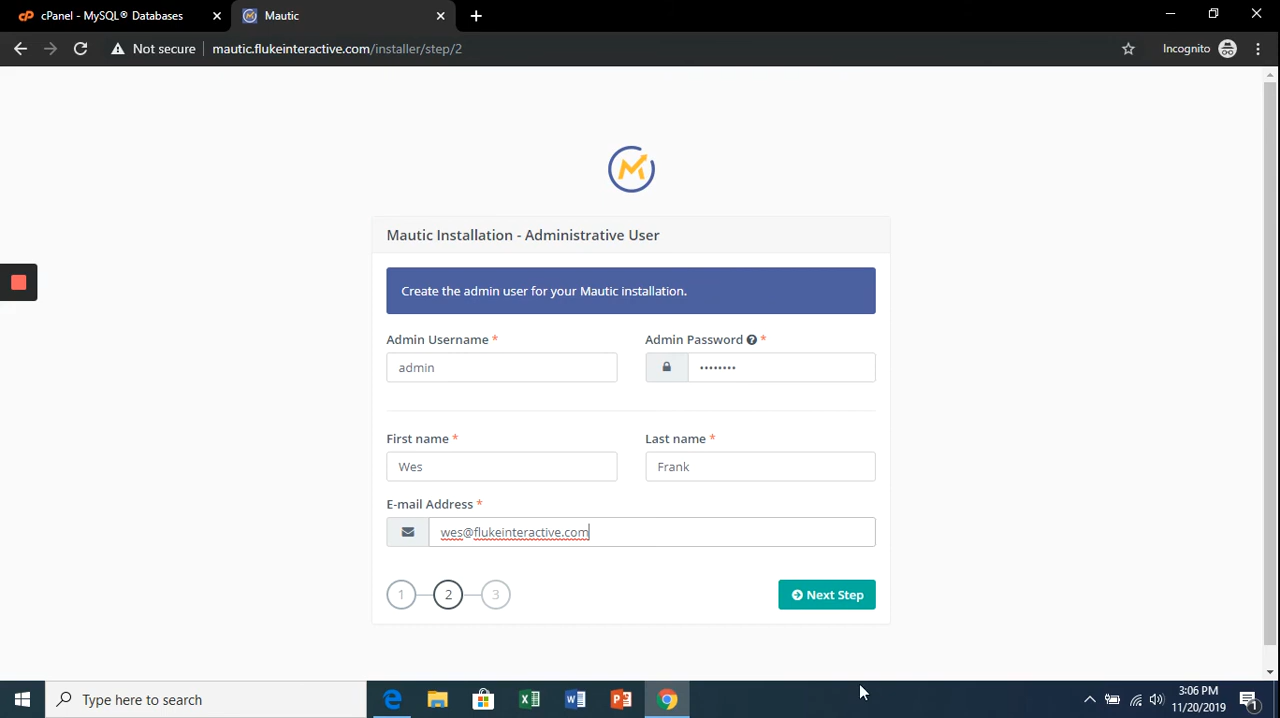 cPanel - MySQL® Databases
Mautic
Not secure
mautic.flukeinteractive.com/installer/step/2
Incognito
Mautic Installation - Administrative User
Create the admin user for your Mautic installation.
Admin Username *
Admin Password *
admin
••••••••
First name *
Last name *
Wes
Frank
E-mail Address *
wes@flukeinteractive.com
1
2
3
Next Step
Type here to search
3:06 PM
11/20/2019
1